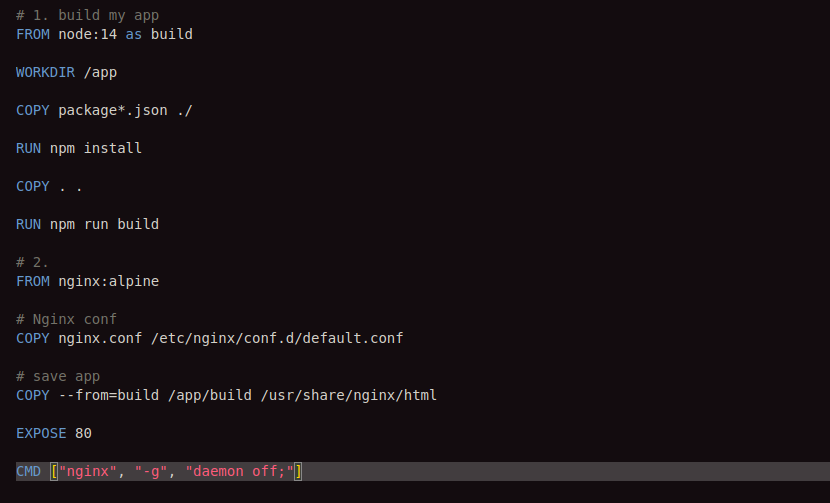 # 1. build my app
FROM node:14 as build
WORKDIR /app
COPY package*.json ./
RUN npm install
COPY . .
RUN npm run build
# 2.
FROM nginx:alpine
# Nginx conf
COPY nginx.conf /etc/nginx/conf.d/default.conf
# save app
COPY --from=build /app/build /usr/share/nginx/html
EXPOSE 80
CMD ["nginx", "-g", "daemon off;"]